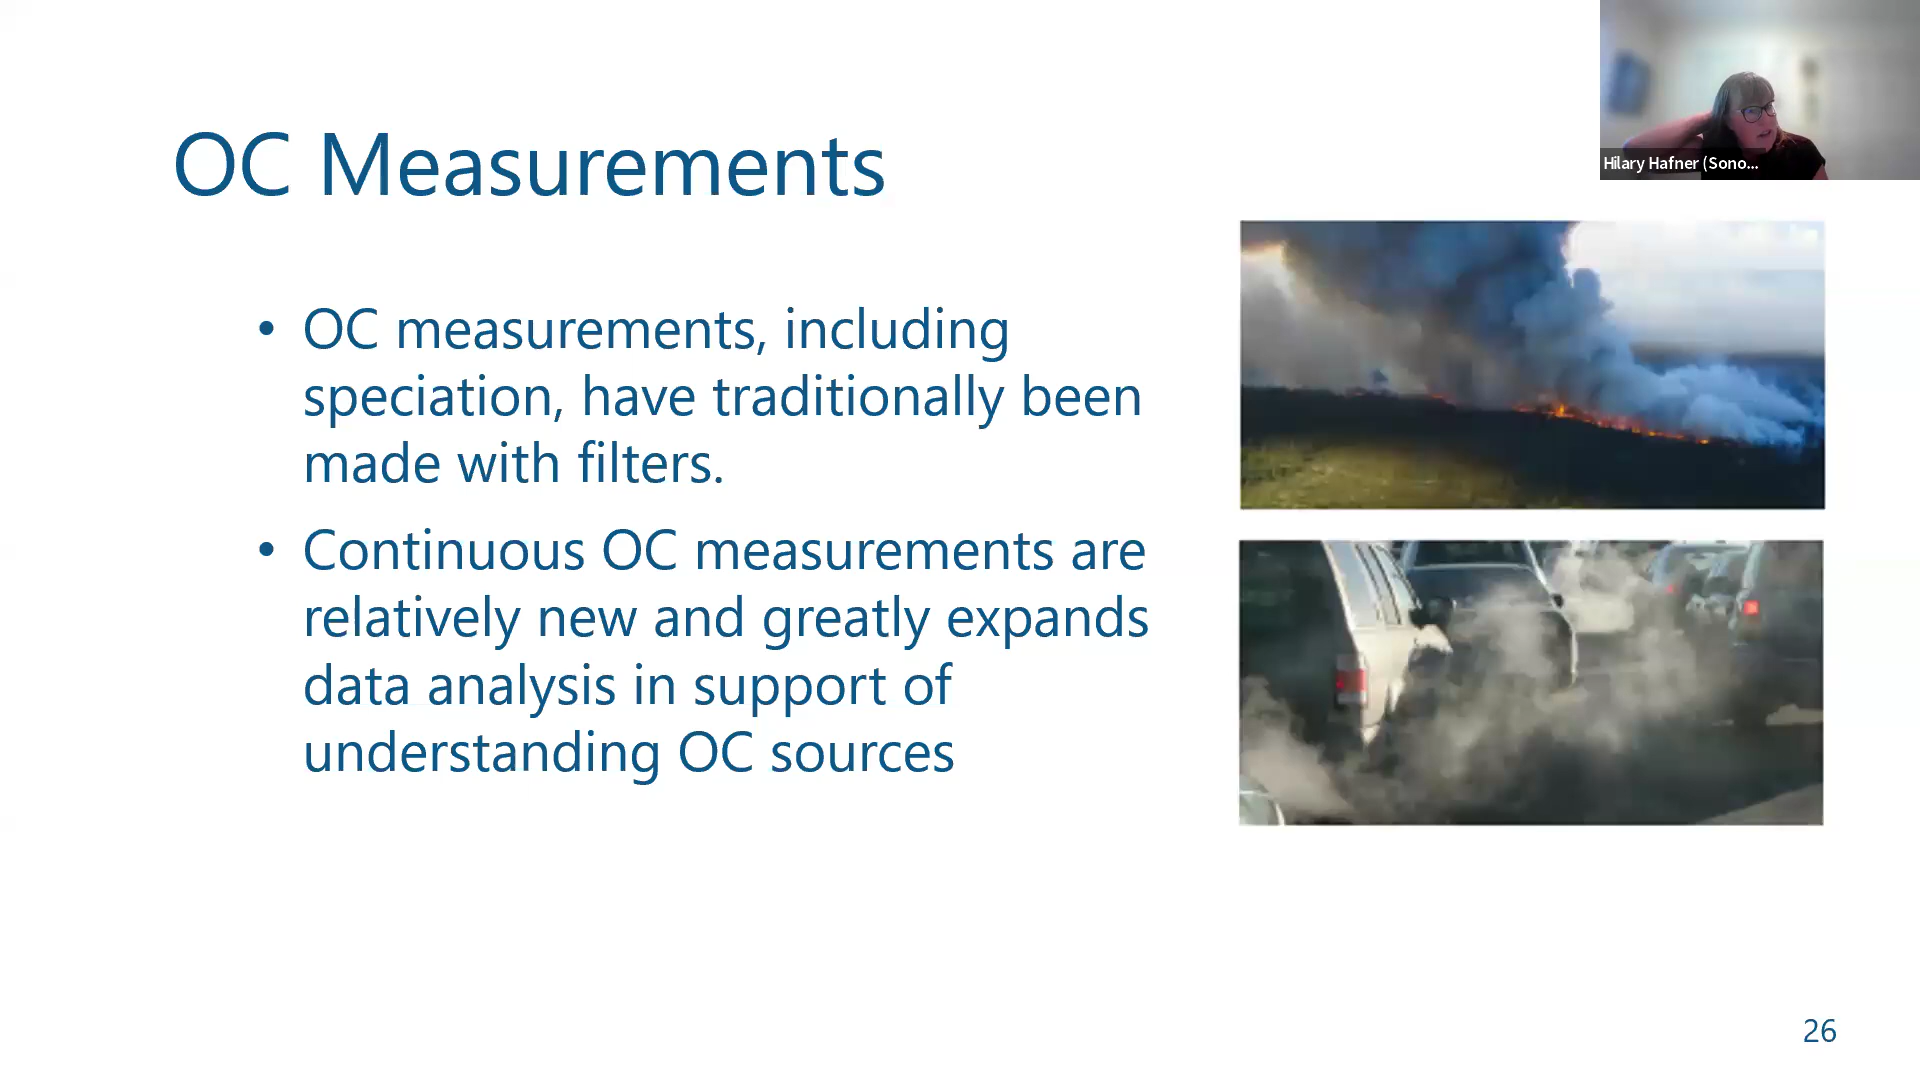 OC Measurements
Hilary Hafner (Sono...
• OC measurements, including
speciation, have traditionally been
made with filters.
• Continuous OC measurements are
relatively new and greatly expands
data analysis in support of
understanding OC sources
26